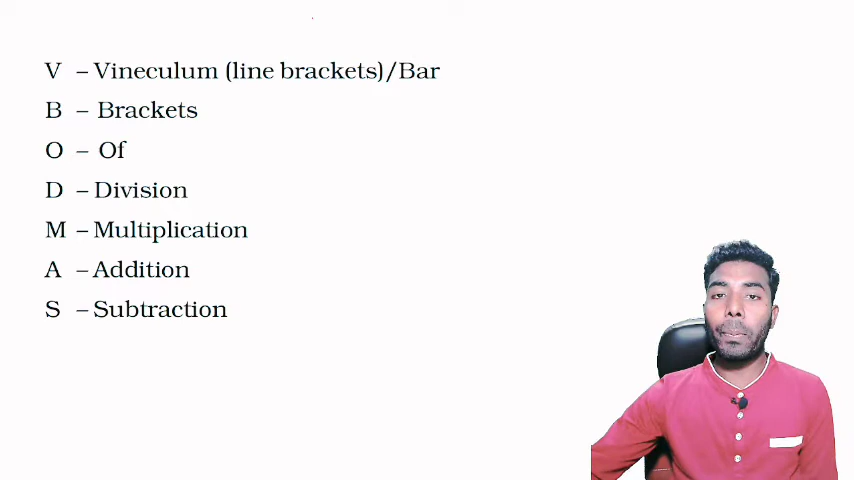 V – Vineculum (line brackets)/Bar
B – Brackets
O – Of
D – Division
M – Multiplication
A – Addition
S – Subtraction